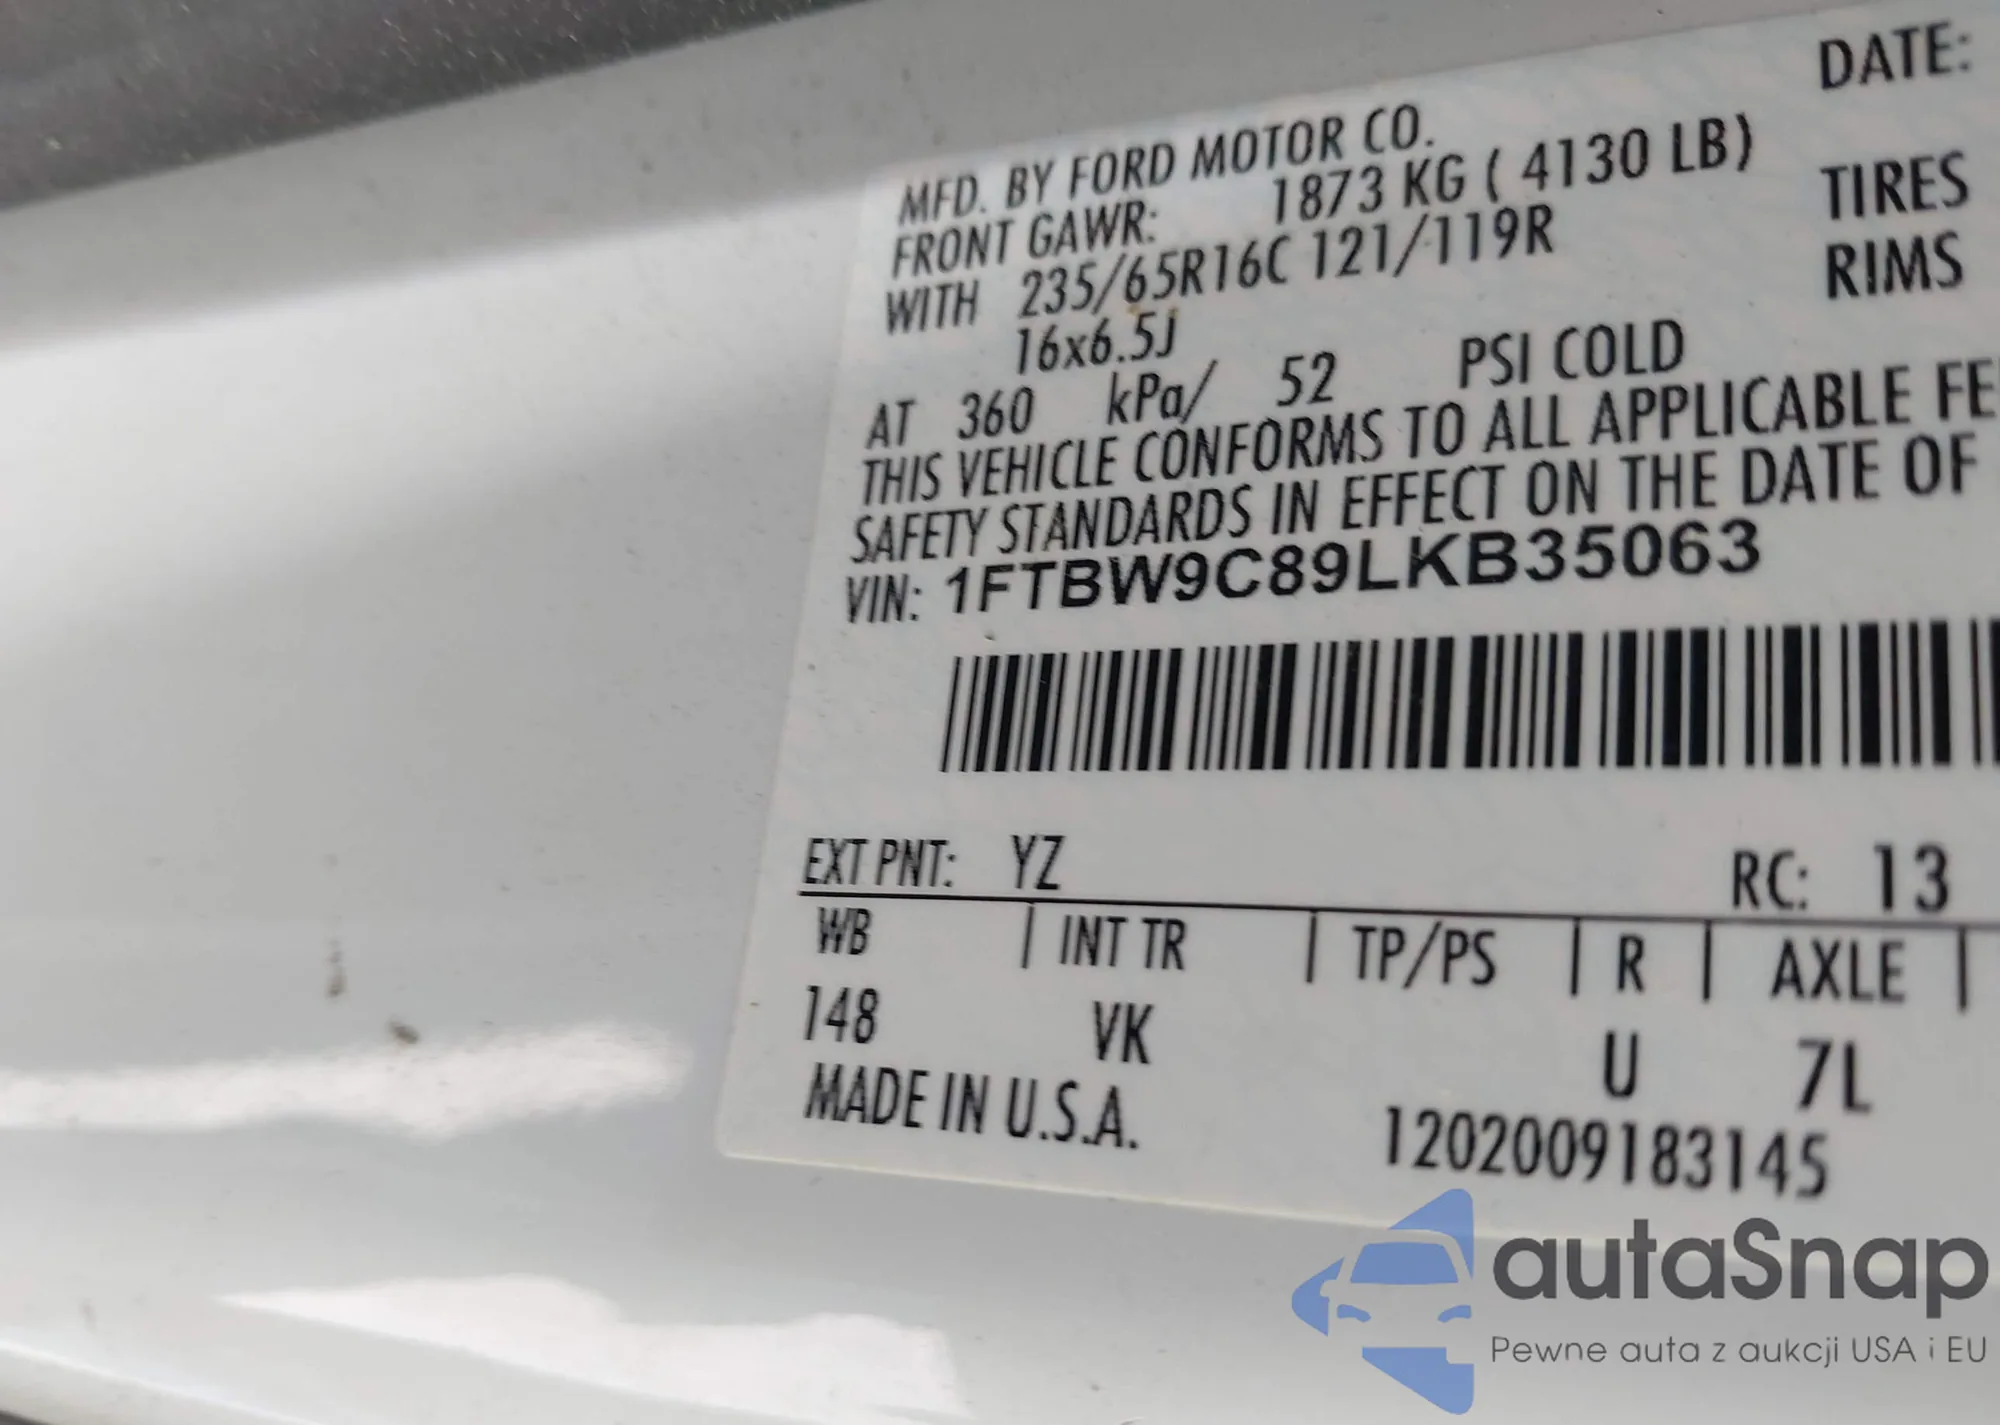 DATE:
MFD. BY FORD MOTOR CO.
FRONT GAWR: 1873 KG ( 4130 LB)
TIRES
WITH 235/65R16C 121/119R
RIMS
16x6.5J
AT 360 kPa/ 52 PSI COLD
THIS VEHICLE CONFORMS TO ALL APPLICABLE FE
SAFETY STANDARDS IN EFFECT ON THE DATE OF
VIN: 1FTBW9C89LKB35063
EXT PNT: YZ RC: 13
WB | INT TR | TP/PS | R | AXLE |
148 VK U 7L
MADE IN U.S.A. 1202009183145
autaSnap
Pewne auta z aukcji USA i EU